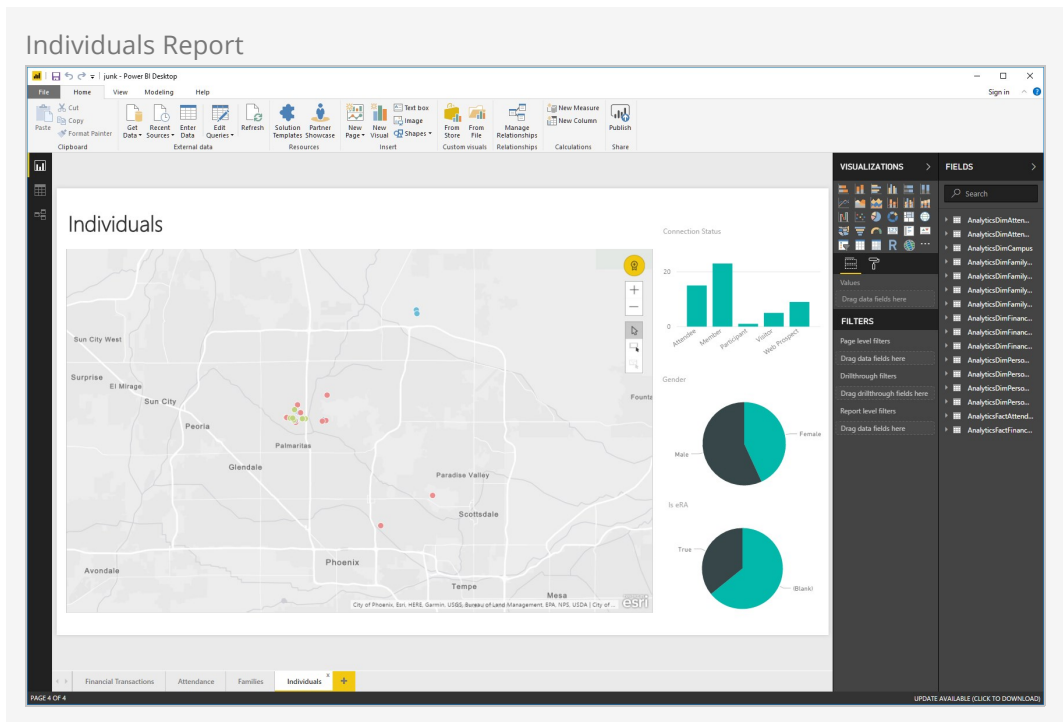 Individuals Report
junk - Power BI Desktop
File Home View Modeling Help Sign in
Paste
Cut
Copy
Format Painter
Clipboard
Get Data
Recent Sources
Enter Data
Edit Queries
Refresh
External data
Solution Templates
Partner Showcase
Resources
New Page
New Visual
Text box
Image
Shapes
Insert
From Store
From File
Custom visuals
Manage Relationships
Relationships
New Measure
New Column
Calculations
Publish
Share
Individuals
Sun City West
Surprise
El Mirage
Sun City
Peoria
Palmaritas
Glendale
Founta
Paradise Valley
Scottsdale
Phoenix
Avondale
Tempe
Mesa
City of Phoenix, Esri, HERE, Garmin, USGS, Bureau of Land Management, EPA, NPS, USDA | City of ...
esri
Connection Status
20
0
Attendee
Member
Participant
Visitor
Web Prospect
Gender
Female
Male
Is eRA
True
(Blank)
VISUALIZATIONS
R
Values
Drag data fields here
FILTERS
Page level filters
Drag data fields here
Drillthrough filters
Drag drillthrough fields here
Report level filters
Drag data fields here
FIELDS
Search
AnalyticsDimAtten...
AnalyticsDimAtten...
AnalyticsDimCampus
AnalyticsDimFamily...
AnalyticsDimFamily...
AnalyticsDimFamily...
AnalyticsDimFamily...
AnalyticsDimFinanc...
AnalyticsDimFinanc...
AnalyticsDimFinanc...
AnalyticsDimPerso...
AnalyticsDimPerso...
AnalyticsDimPerso...
AnalyticsDimPerso...
AnalyticsFactAttend...
AnalyticsFactFinanc...
Financial Transactions Attendance Families Individuals
PAGE 4 OF 4
UPDATE AVAILABLE (CLICK TO DOWNLOAD)